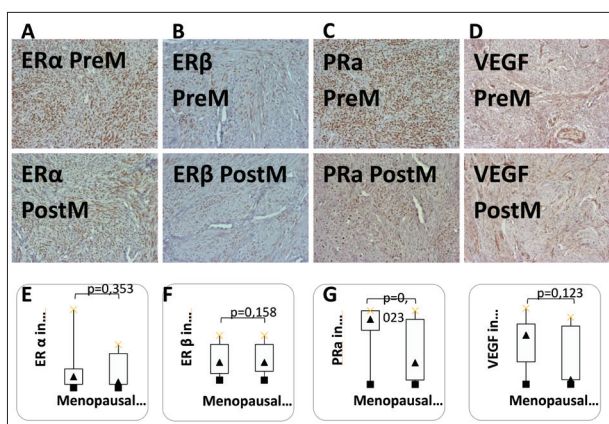 A
B
C
D
ERα PreM
ERβ
PreM
PRa
PreM
VEGF
PreM
ERα
PostM
ERβ PostM
PRa PostM
VEGF
PostM
E
F
G
p=0,353
p=0,158
p=0,
023
p=0,123
ER α in...
ER β in...
PRa in...
VEGF in...
Menopausal...
Menopausal...
Menopausal...
Menopausal...